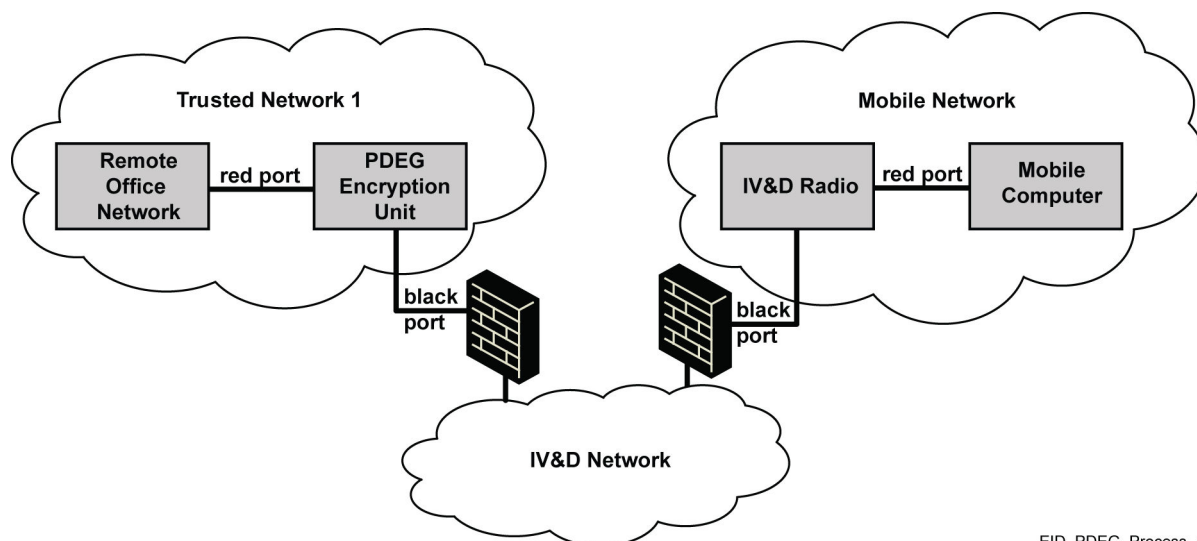 Trusted Network 1
Remote
Office
Network
red port
PDEG
Encryption
Unit
black
port
Mobile Network
IV&D Radio
red port
Mobile
Computer
black
port
IV&D Network
EID_PDEG_Process